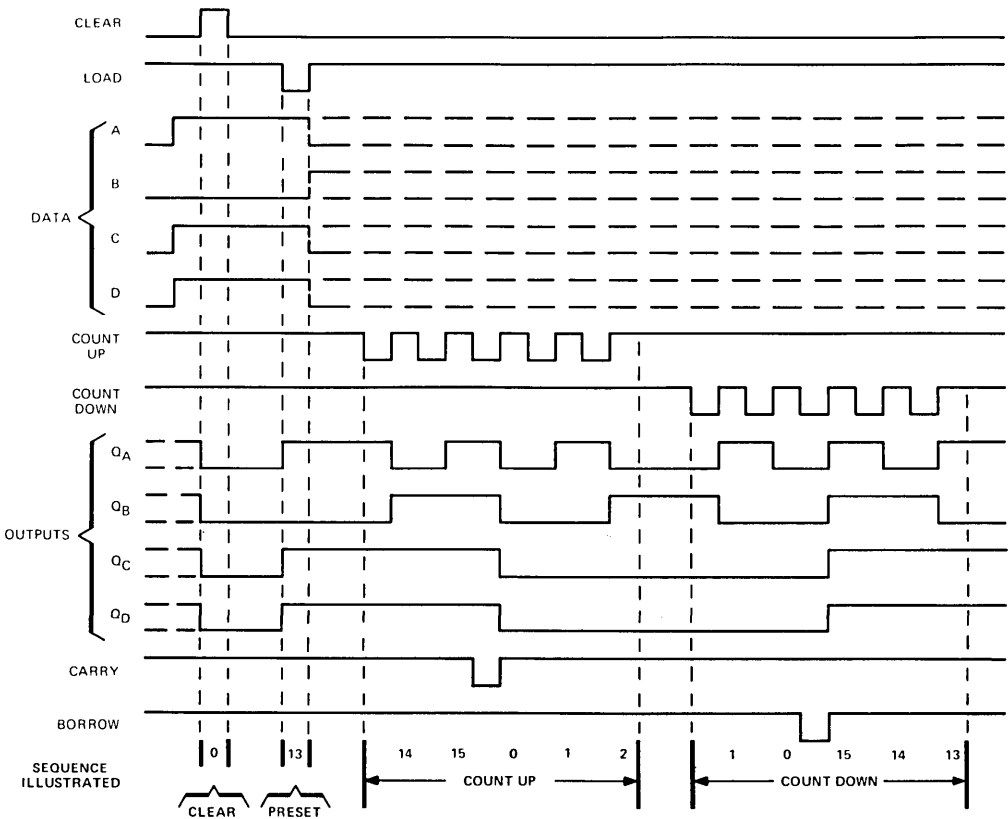 CLEAR
LOAD
A
B
DATA
C
D
COUNT
UP
COUNT
DOWN
QA
QB
OUTPUTS
QC
QD
CARRY
BORROW
SEQUENCE
ILLUSTRATED
0 13 14 15 0 1 2 1 0 15 14 13
COUNT UP COUNT DOWN
CLEAR PRESET